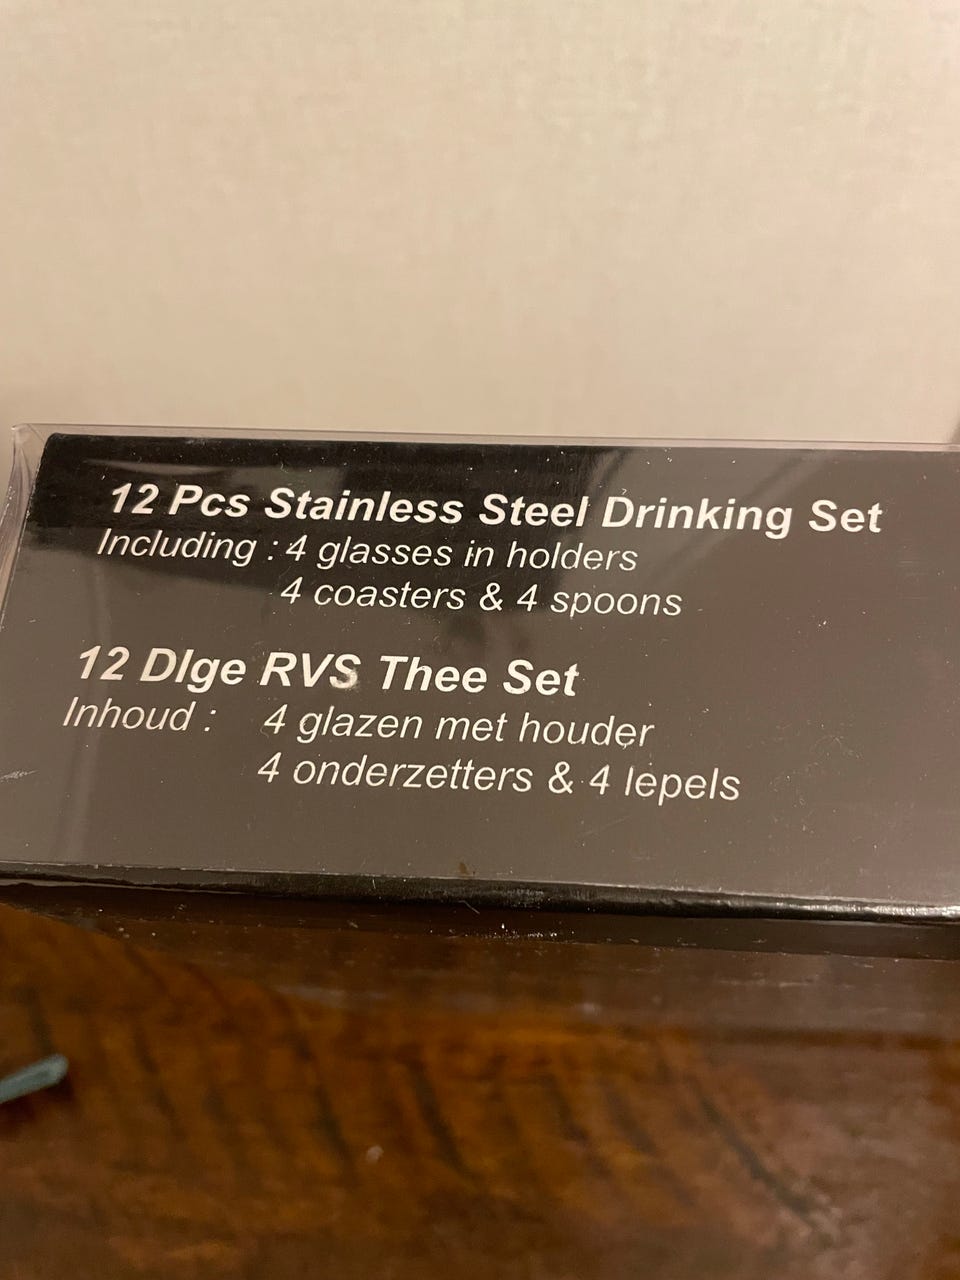 12 Pcs Stainless Steel Drinking Set
Including : 4 glasses in holders
4 coasters & 4 spoons
12 Dlge RVS Thee Set
Inhoud : 4 glazen met houder
4 onderzetters & 4 lepels